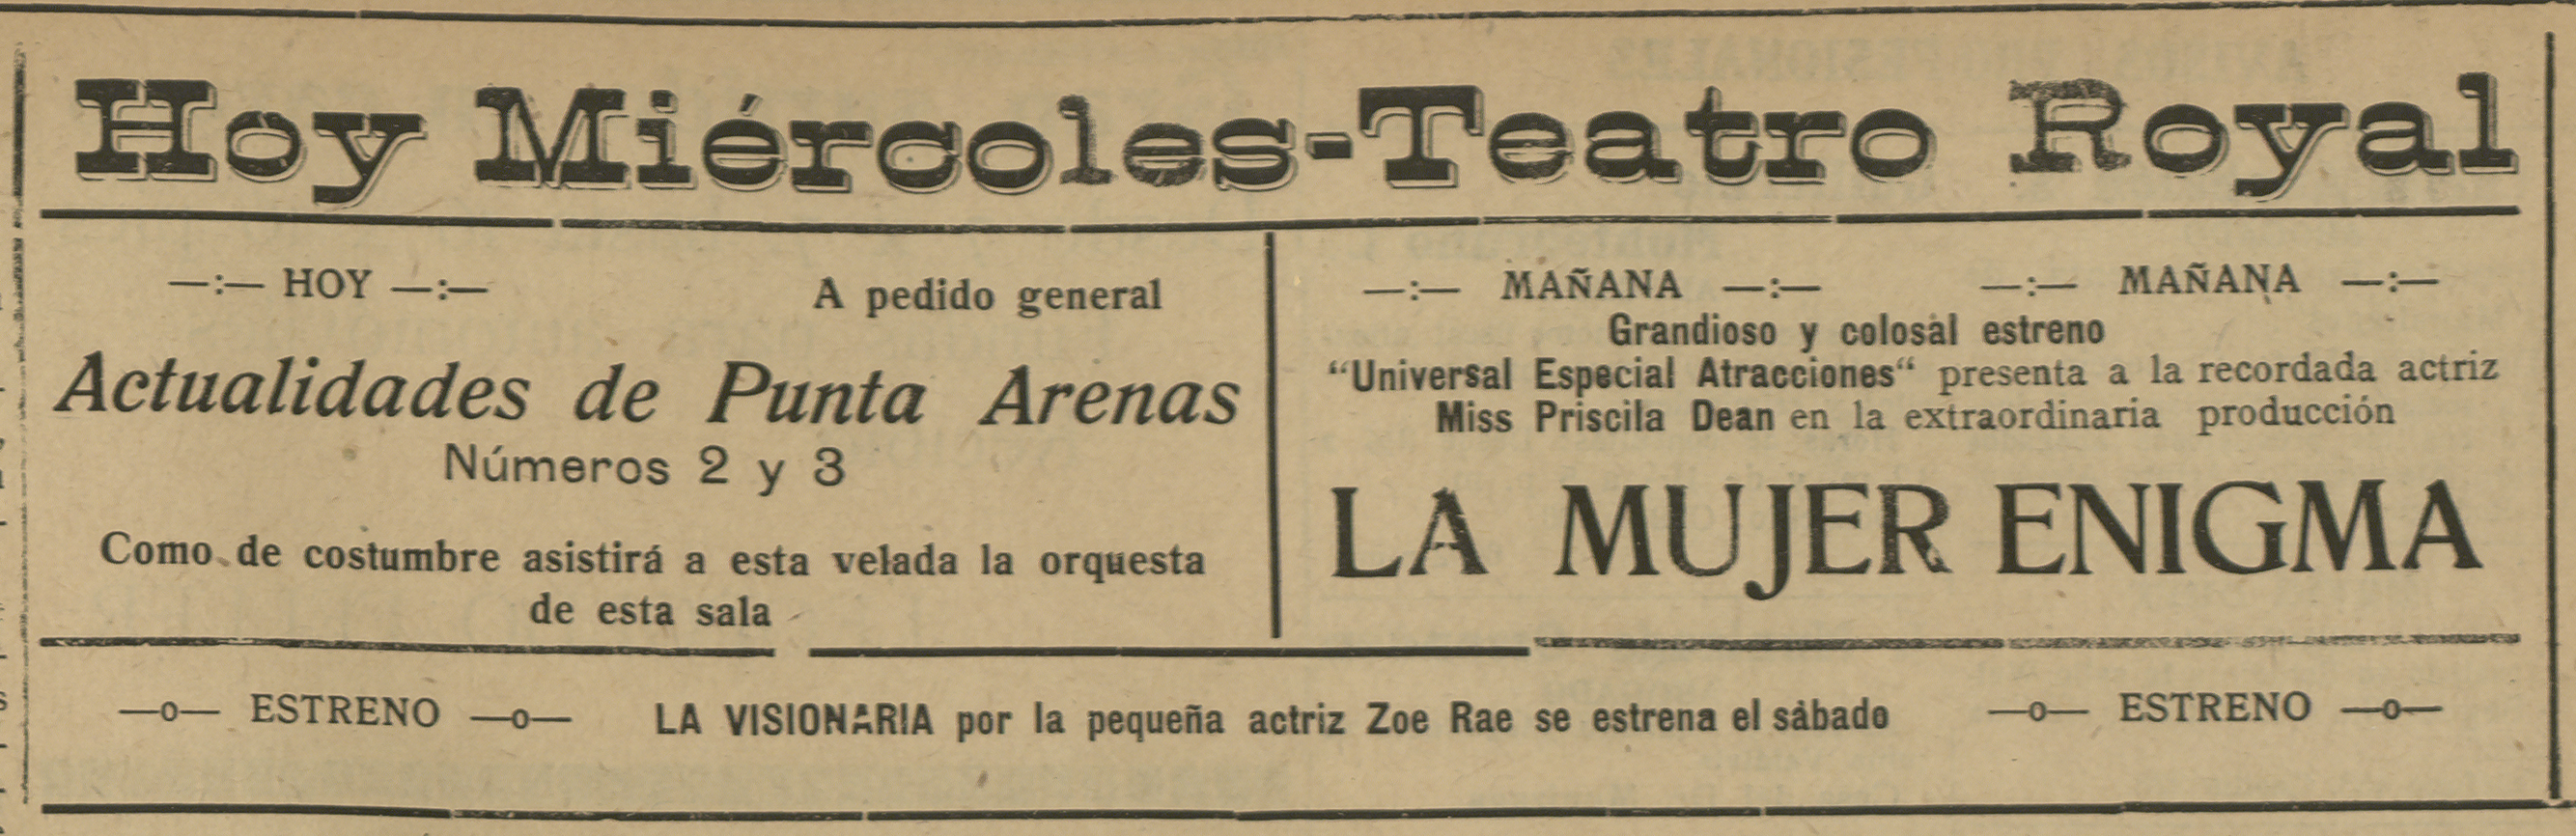 Hoy Miércoles-Teatro Royal
—:— HOY —:—
A pedido general
Actualidades de Punta Arenas
Números 2 y 3
Como de costumbre asistirá a esta velada la orquesta
de esta sala
—:— MAÑANA —:— —:— MAÑANA —:—
Grandioso y colosal estreno
“Universal Especial Atracciones“ presenta a la recordada actriz
Miss Priscila Dean en la extraordinaria producción
LA MUJER ENIGMA
—o— ESTRENO —o— LA VISIONARIA por la pequeña actriz Zoe Rae se estrena el sábado —o— ESTRENO —o—